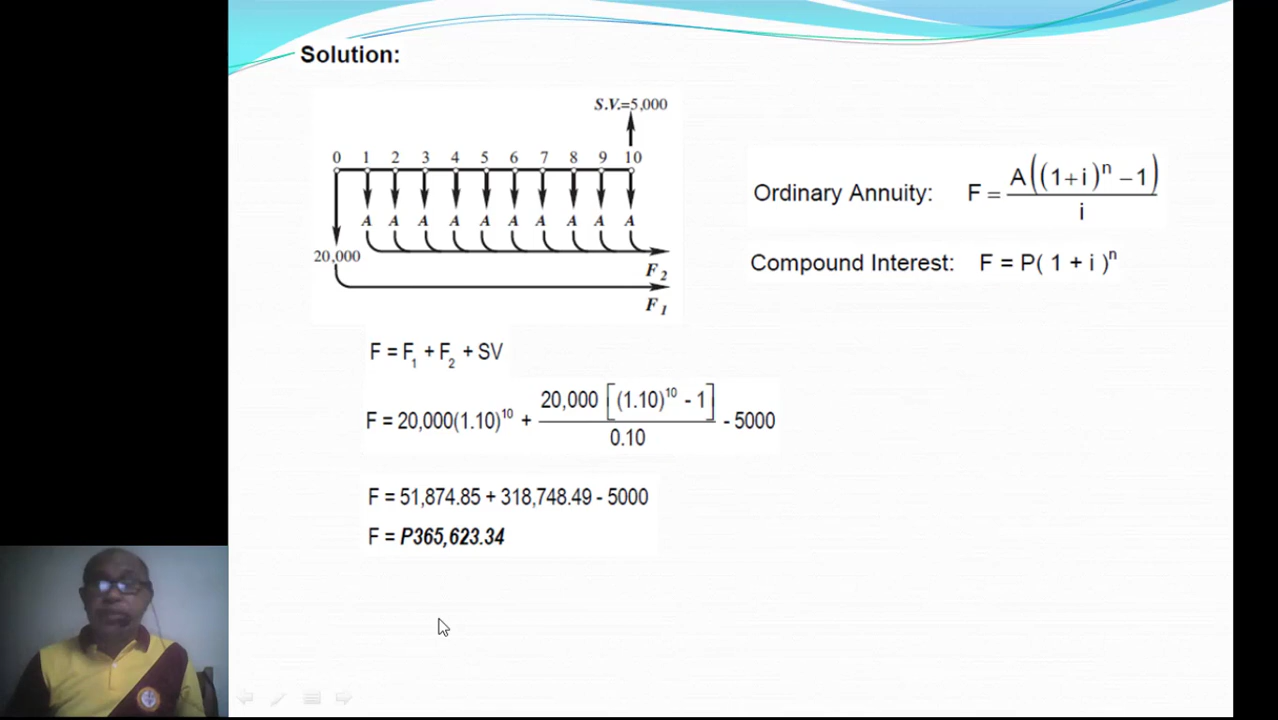 Solution:
S.V.=5,000
0 1 2 3 4 5 6 7 8 9 10
A A A A A A A A A A
20,000
F₂
F₁
Ordinary Annuity: F = A((1+i)ⁿ −1) / i
Compound Interest: F = P( 1 + i )ⁿ
F = F₁ + F₂ + SV
F = 20,000(1.10)¹⁰ + 20,000 [(1.10)¹⁰ - 1] / 0.10 - 5000
F = 51,874.85 + 318,748.49 - 5000
F = P365,623.34